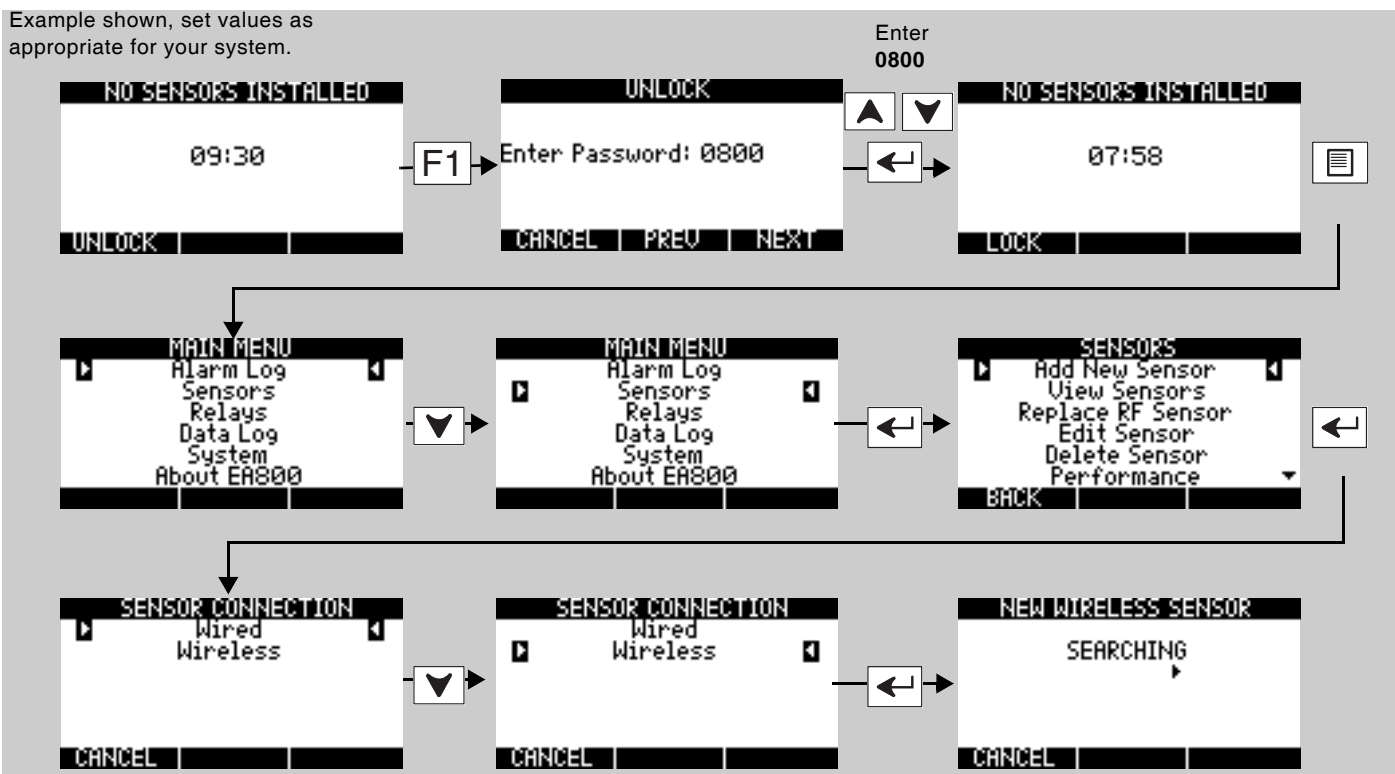 Example shown, set values as
appropriate for your system.
Enter
0800
NO SENSORS INSTALLED
09:30
UNLOCK
F1
UNLOCK
Enter Password: 0800
CANCEL PREV NEXT
NO SENSORS INSTALLED
07:58
LOCK
MAIN MENU
Alarm Log
Sensors
Relays
Data Log
System
About EA800
MAIN MENU
Alarm Log
Sensors
Relays
Data Log
System
About EA800
SENSORS
Add New Sensor
View Sensors
Replace RF Sensor
Edit Sensor
Delete Sensor
Performance
BACK
SENSOR CONNECTION
Wired
Wireless
CANCEL
SENSOR CONNECTION
Wired
Wireless
CANCEL
NEW WIRELESS SENSOR
SEARCHING
CANCEL